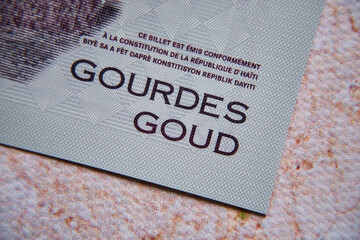 CE BILLET EST ÉMIS CONFORMÉMENT
À LA CONSTITUTION DE LA RÉPUBLIQUE D'HAÏTI
BIYÈ SA A FÈT DAPRÈ KONSTITISYON REPIBLIK DAYITI
GOURDES
GOUD